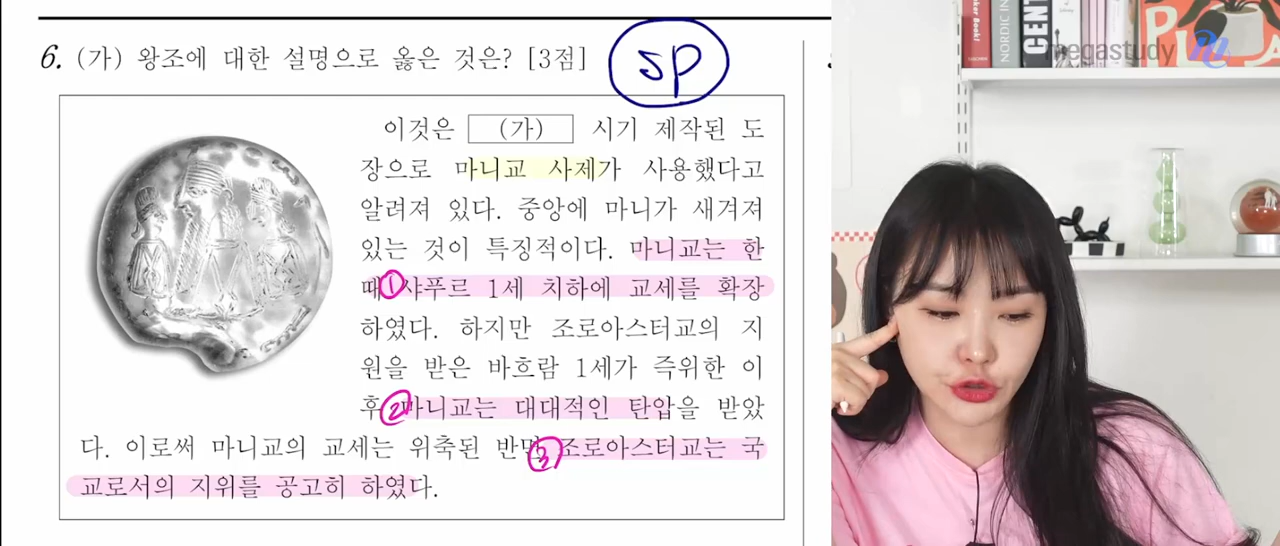 6. (가) 왕조에 대한 설명으로 옳은 것은? [3점]
sp
이것은 (가) 시기 제작된 도
장으로 마니교 사제가 사용했다고
알려져 있다. 중앙에 마니가 새겨져
있는 것이 특징적이다. 마니교는 한
때 ① 샤푸르 1세 치하에 교세를 확장
하였다. 하지만 조로아스터교의 지
원을 받은 바흐람 1세가 즉위한 이
후 ② 마니교는 대대적인 탄압을 받았
다. 이로써 마니교의 교세는 위축된 반면 ③ 조로아스터교는 국
교로서의 지위를 공고히 하였다.
megastudy
NORDIC IN
CENT